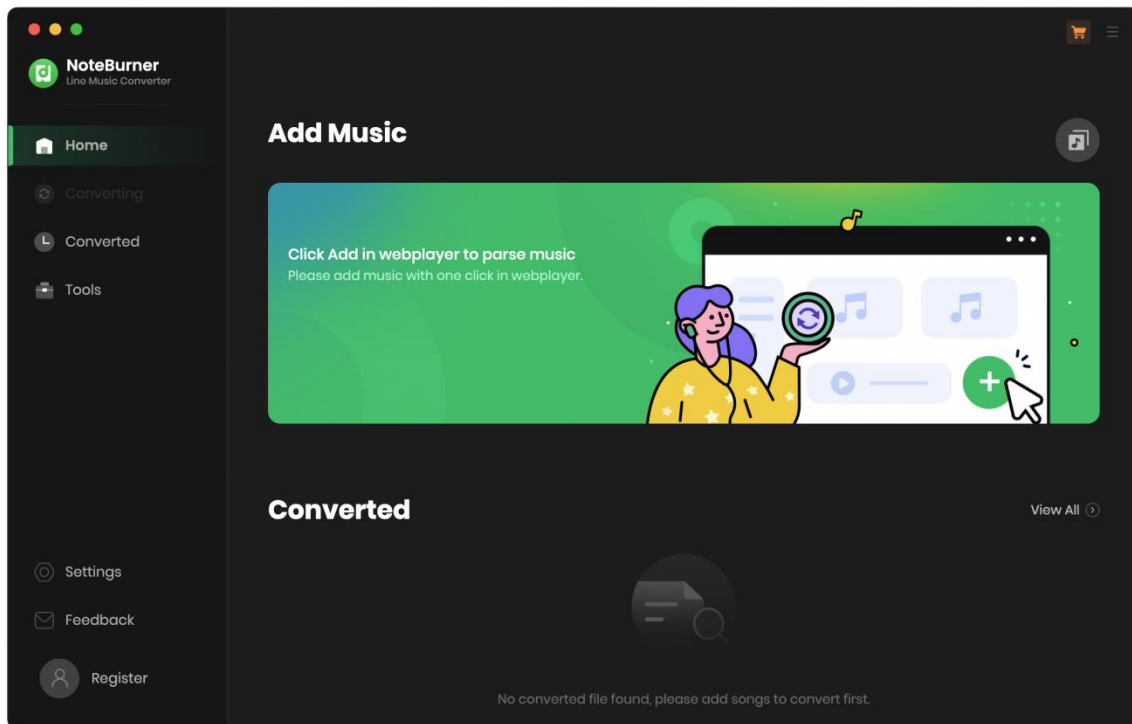 NoteBurner
Line Music Converter
Home
Converting
Converted
Tools
Settings
Feedback
Register
Add Music
Click Add in webplayer to parse music
Please add music with one click in webplayer.
Converted
View All
No converted file found, please add songs to convert first.